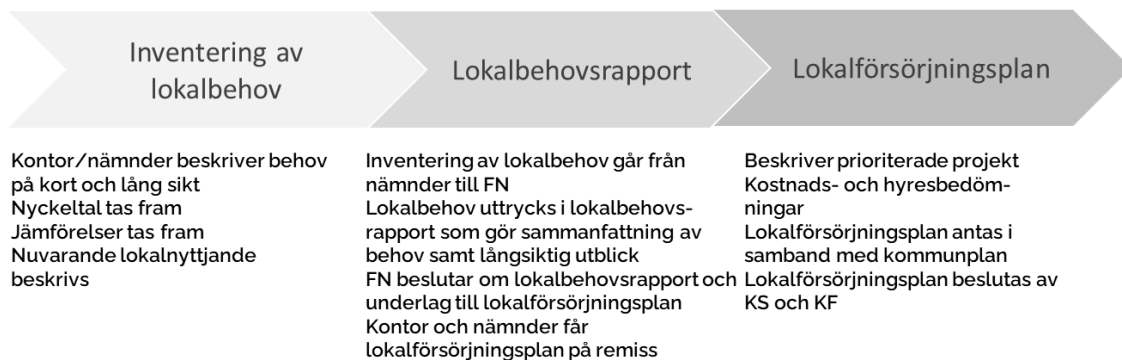 Inventering av
lokalbehov
Lokalbehovsrapport
Lokalförsörjningsplan
Kontor/nämnder beskriver behov
på kort och lång sikt
Nyckeltal tas fram
Jämförelser tas fram
Nuvarande lokalnyttjande
beskrivs
Inventering av lokalbehov går från
nämnder till FN
Lokalbehov uttrycks i lokalbehovs-
rapport som gör sammanfattning av
behov samt långsiktig utblick
FN beslutar om lokalbehovsrapport och
underlag till lokalförsörjningsplan
Kontor och nämnder får
lokalförsörjningsplan på remiss
Beskriver prioriterade projekt
Kostnads- och hyresbedöm-
ningar
Lokalförsörjningsplan antas i
samband med kommunplan
Lokalförsörjningsplan beslutas av
KS och KF